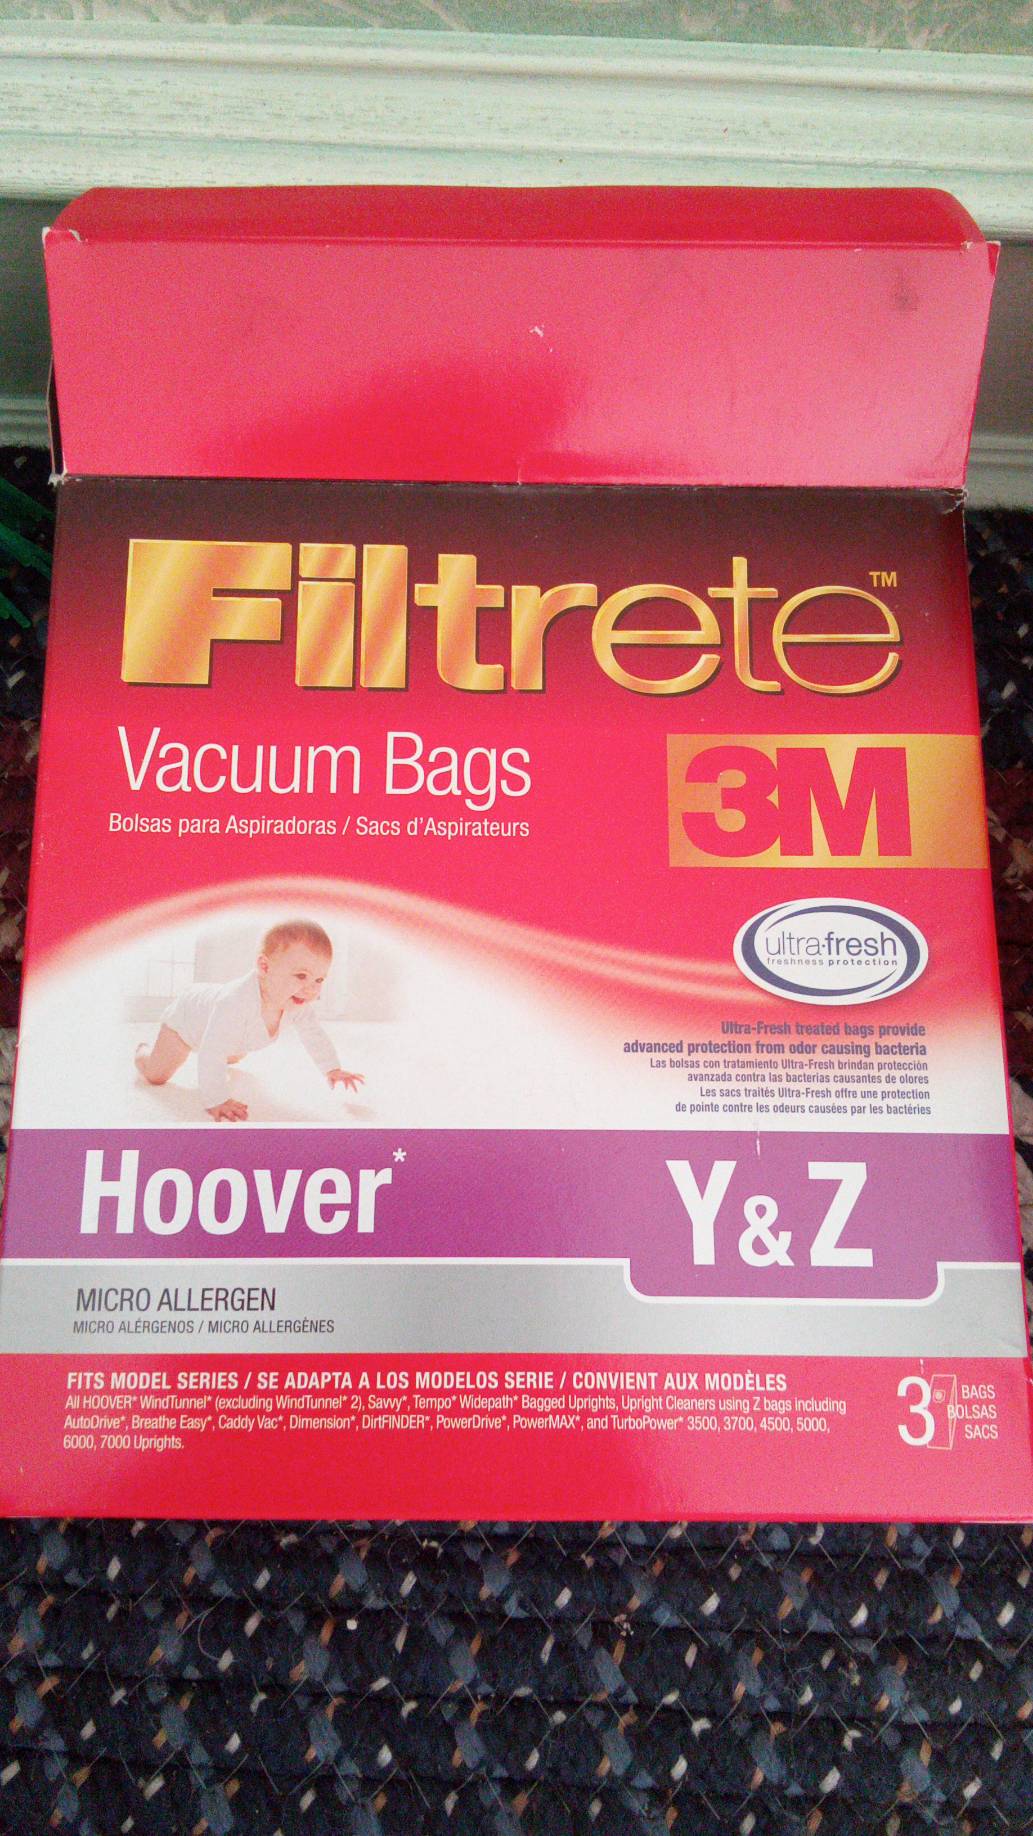 Filtrete™
Vacuum Bags
Bolsas para Aspiradoras / Sacs d'Aspirateurs
3M
ultra·fresh
freshness protection
Ultra-Fresh treated bags provide
advanced protection from odor causing bacteria
Las bolsas con tratamiento Ultra-Fresh brindan protección
avanzada contra las bacterias causantes de olores
Les sacs traités Ultra-Fresh offre une protection
de pointe contre les odeurs causées par les bactéries
Hoover*
Y & Z
MICRO ALLERGEN
MICRO ALÉRGENOS / MICRO ALLERGÈNES
FITS MODEL SERIES / SE ADAPTA A LOS MODELOS SERIE / CONVIENT AUX MODÈLES
All HOOVER* WindTunnel* (excluding WindTunnel* 2), Savvy*, Tempo* Widepath* Bagged Uprights, Upright Cleaners using Z bags including
AutoDrive*, Breathe Easy*, Caddy Vac*, Dimension*, DirtFINDER*, PowerDrive*, PowerMAX*, and TurboPower* 3500, 3700, 4500, 5000,
6000, 7000 Uprights.
3
BAGS
BOLSAS
SACS